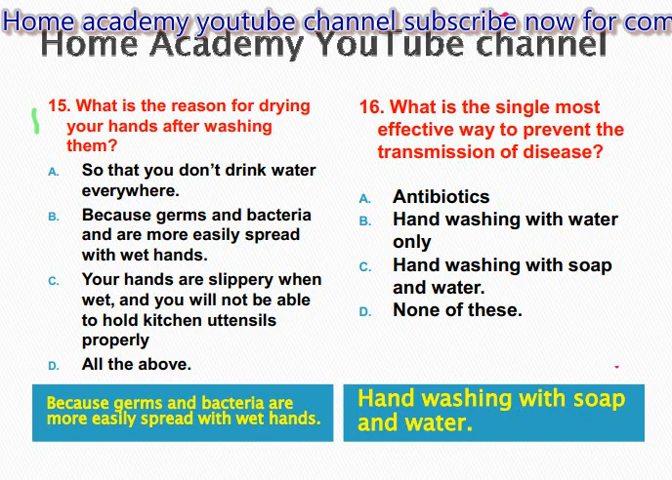 Home academy youtube channel subscribe now for com
Home Academy YouTube channel
15. What is the reason for drying
your hands after washing
them?
A. So that you don't drink water
everywhere.
B. Because germs and bacteria
and are more easily spread
with wet hands.
C. Your hands are slippery when
wet, and you will not be able
to hold kitchen uttensils
properly
D. All the above.
Because germs and bacteria are
more easily spread with wet hands.
16. What is the single most
effective way to prevent the
transmission of disease?
A. Antibiotics
B. Hand washing with water
only
C. Hand washing with soap
and water.
D. None of these.
Hand washing with soap
and water.